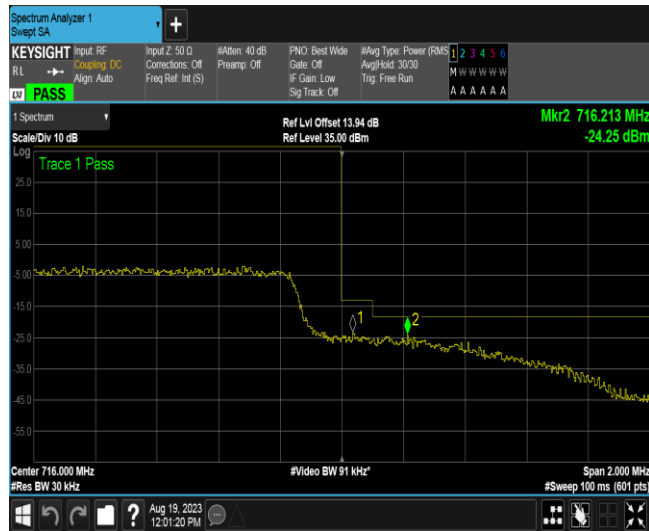 Spectrum Analyzer 1
Swept SA
+
KEYSIGHT Input: RF Input Z: 50 Ω #Atten: 40 dB PNO: Best Wide #Avg Type: Power (RMS 1 2 3 4 5 6
RL Coupling: DC Corrections: Off Preamp: Off Gate: Off Avg|Hold: 30/30 M W W W W W
Align: Auto Freq Ref: Int (S) IF Gain: Low Trig: Free Run
LXI PASS Sig Track: Off A A A A A A
1 Spectrum Ref Lvl Offset 13.94 dB Mkr2 716.213 MHz
Scale/Div 10 dB Ref Level 35.00 dBm -24.25 dBm
Log
Trace 1 Pass
25.0
15.0
5.00
-5.00
-15.0
1
2
-25.0
-35.0
-45.0
-55.0
Center 716.000 MHz #Video BW 91 kHz* Span 2.000 MHz
#Res BW 30 kHz #Sweep 100 ms (601 pts)
? Aug 19, 2023
12:01:20 PM